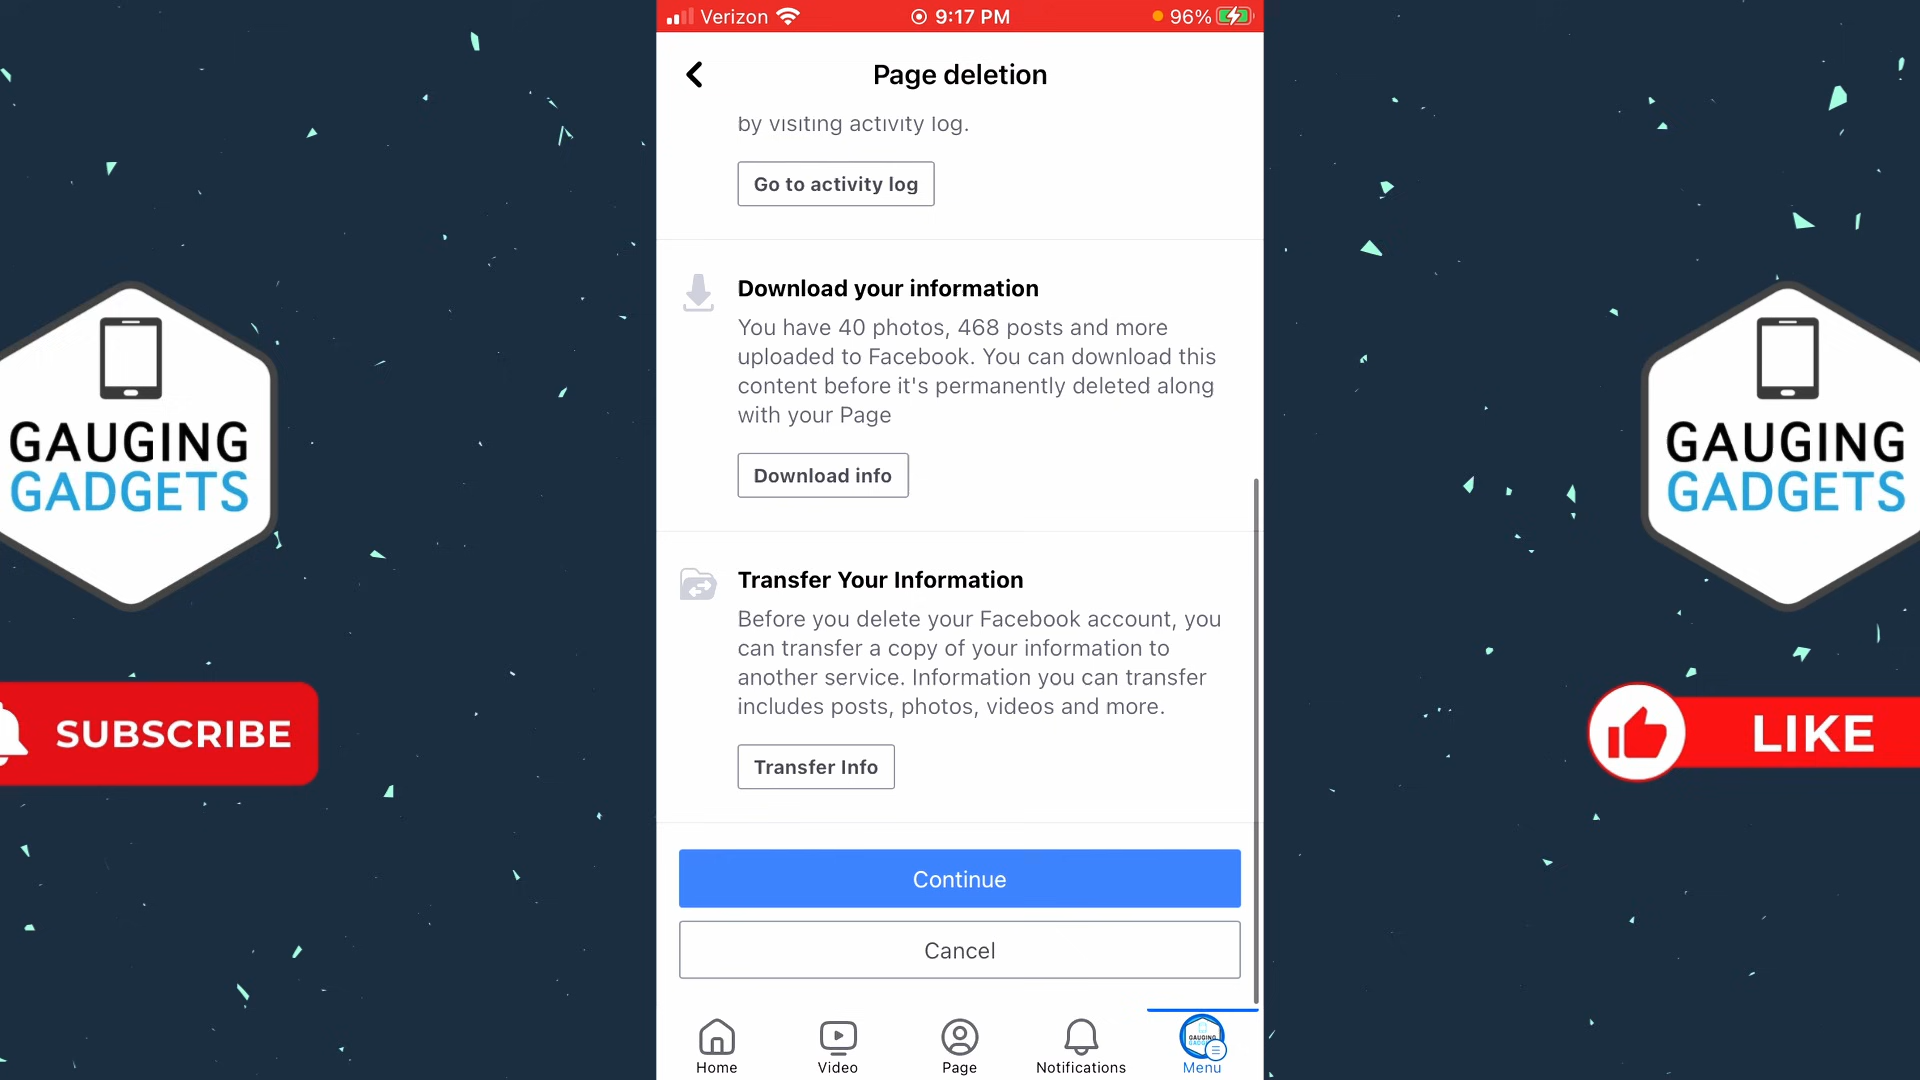 Verizon 9:17 PM 96%
Page deletion
by visiting activity log.
Go to activity log
Download your information
You have 40 photos, 468 posts and more
uploaded to Facebook. You can download this
content before it's permanently deleted along
with your Page
Download info
Transfer Your Information
Before you delete your Facebook account, you
can transfer a copy of your information to
another service. Information you can transfer
includes posts, photos, videos and more.
Transfer Info
Continue
Cancel
Home Video Page Notifications Menu
GAUGING
GADGETS
SUBSCRIBE
GAUGING
GADGETS
LIKE